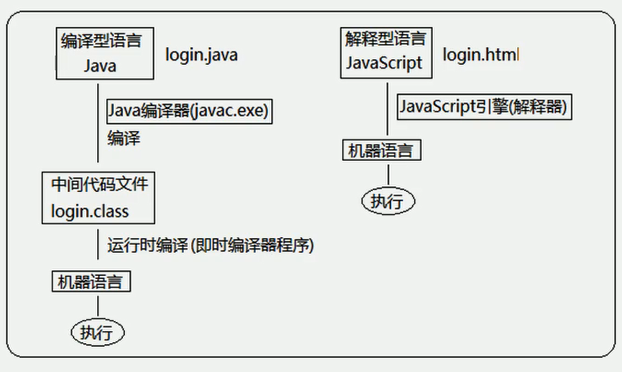 编译型语言
Java
login.java
Java编译器(javac.exe)
编译
中间代码文件
login.class
运行时编译(即时编译器程序)
机器语言
执行
解释型语言
JavaScript
login.html
JavaScript引擎(解释器)
机器语言
执行